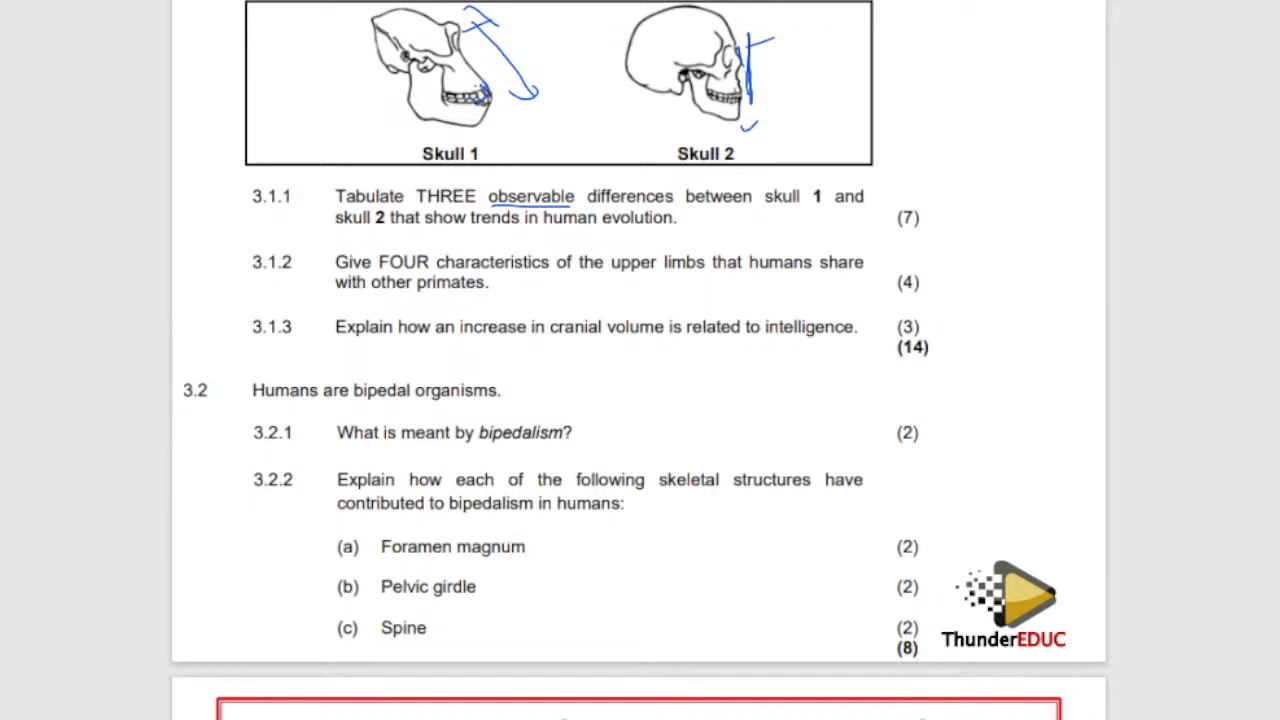 Skull 1
Skull 2
3.1.1 Tabulate THREE observable differences between skull 1 and
skull 2 that show trends in human evolution. (7)
3.1.2 Give FOUR characteristics of the upper limbs that humans share
with other primates. (4)
3.1.3 Explain how an increase in cranial volume is related to intelligence. (3)
(14)
3.2 Humans are bipedal organisms.
3.2.1 What is meant by bipedalism? (2)
3.2.2 Explain how each of the following skeletal structures have
contributed to bipedalism in humans:
(a) Foramen magnum (2)
(b) Pelvic girdle (2)
(c) Spine (2)
(8)
ThunderEDUC